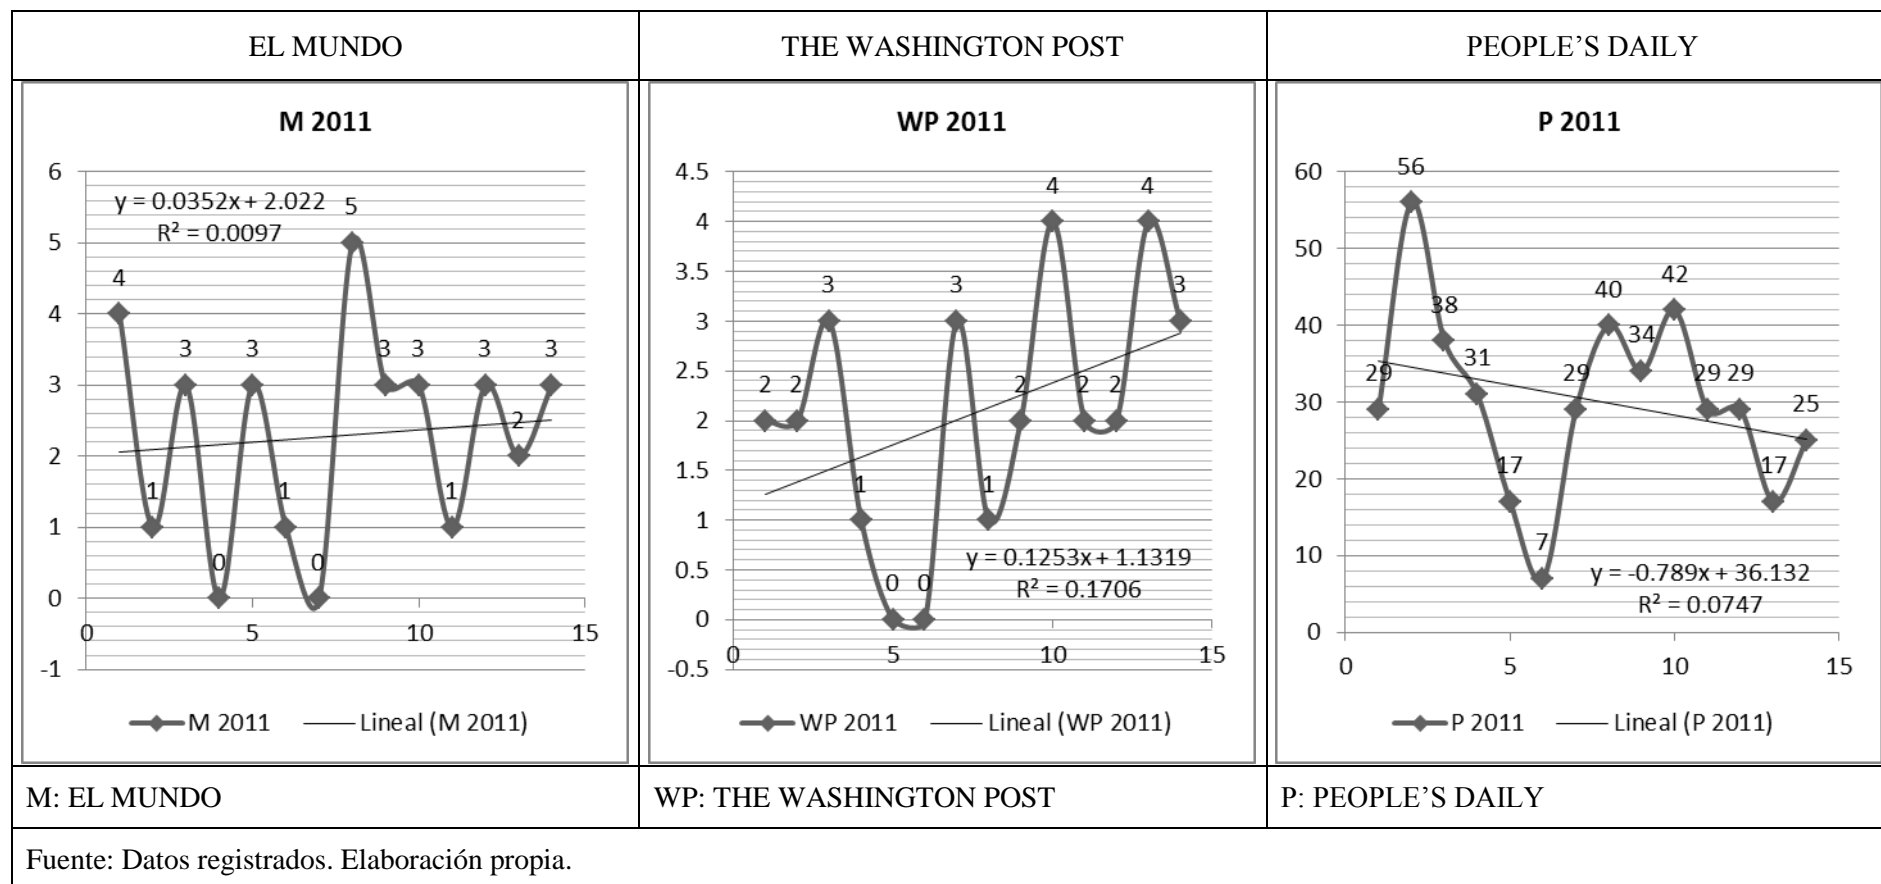 EL MUNDO
THE WASHINGTON POST
PEOPLE'S DAILY
M 2011
6
5
4
3
2
1
0
-1
0 5 10 15
y = 0.0352x + 2.022
R² = 0.0097
4 1 3 0 3 1 0 5 3 3 1 3 2 3
M 2011 Lineal (M 2011)
WP 2011
4.5
4
3.5
3
2.5
2
1.5
1
0.5
0
-0.5
0 5 10 15
2 2 3 1 0 0 3 1 2 4 2 2 4 3
y = 0.1253x + 1.1319
R² = 0.1706
WP 2011 Lineal (WP 2011)
P 2011
60
50
40
30
20
10
0
0 5 10 15
29 56 38 31 17 7 29 40 34 42 29 29 17 25
y = -0.789x + 36.132
R² = 0.0747
P 2011 Lineal (P 2011)
M: EL MUNDO
WP: THE WASHINGTON POST
P: PEOPLE'S DAILY
Fuente: Datos registrados. Elaboración propia.